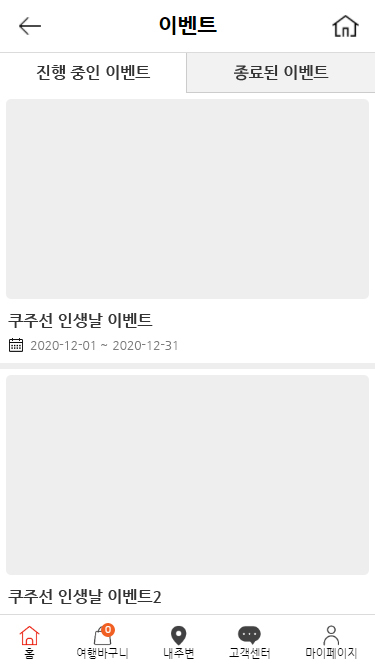 이벤트
진행 중인 이벤트 종료된 이벤트
쿠주선 인생날 이벤트
2020-12-01 ~ 2020-12-31
쿠주선 인생날 이벤트2
0
홈 여행바구니 내주변 고객센터 마이페이지